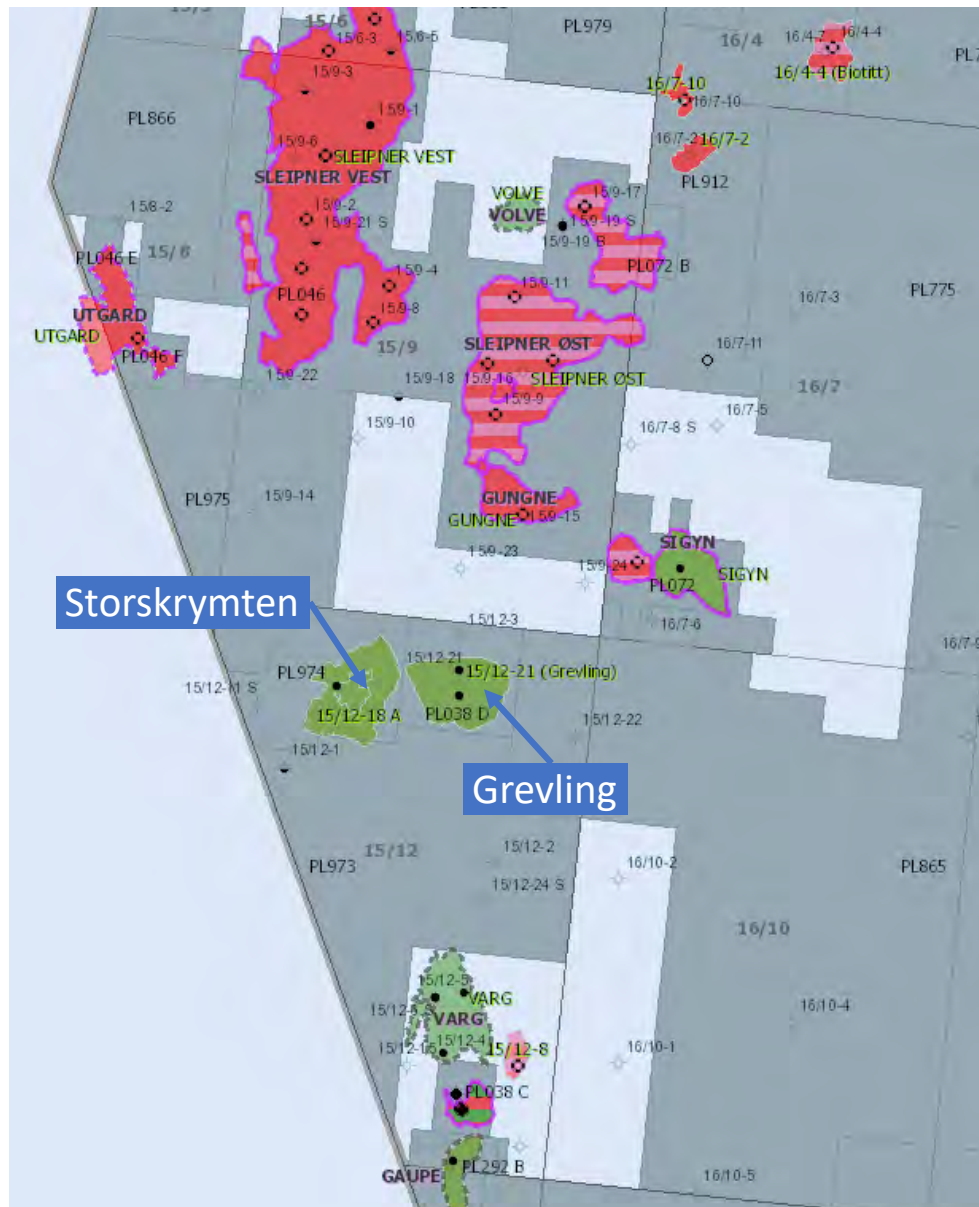 15/6
PL979
16/4
15/6-3
15/6-5
16/4-4
16/4-4 (Biotitt)
15/9-3
16/7-10
16/7-10
PL866
15/9-1
15/9-6
SLEIPNER VEST
SLEIPNER VEST
16/7-2
16/7-2
PL912
VOLVE
VOLVE
15/9-17
15/8-2
15/9-2
15/9-21 S
15/9-19 S
15/9-19 B
PL046 E
15/9-4
PL072 B
15/9-11
PL046
16/7-3
PL775
15/9-8
UTGARD
UTGARD
PL046 F
15/9
SLEIPNER ØST
SLEIPNER ØST
16/7-11
15/9-22
15/9-18
15/9-16
15/9-9
16/7
15/9-10
16/7-5
16/7-8 S
PL975
15/9-14
GUNGNE
GUNGNE
15/9-15
15/9-23
SIGYN
15/9-24
PL072
SIGYN
Storskrymten
15/12-3
16/7-6
15/12-21
15/12-21 (Grevling)
PL974
15/12-18 A
PL038 D
15/12-22
15/12-1
Grevling
15/12
15/12-2
16/10-2
PL973
PL865
15/12-24 S
16/10
15/12-5
VARG
VARG
16/10-4
15/12-4
15/12-8
16/10-1
PL038 C
PL292 B
GAUPE
16/10-5